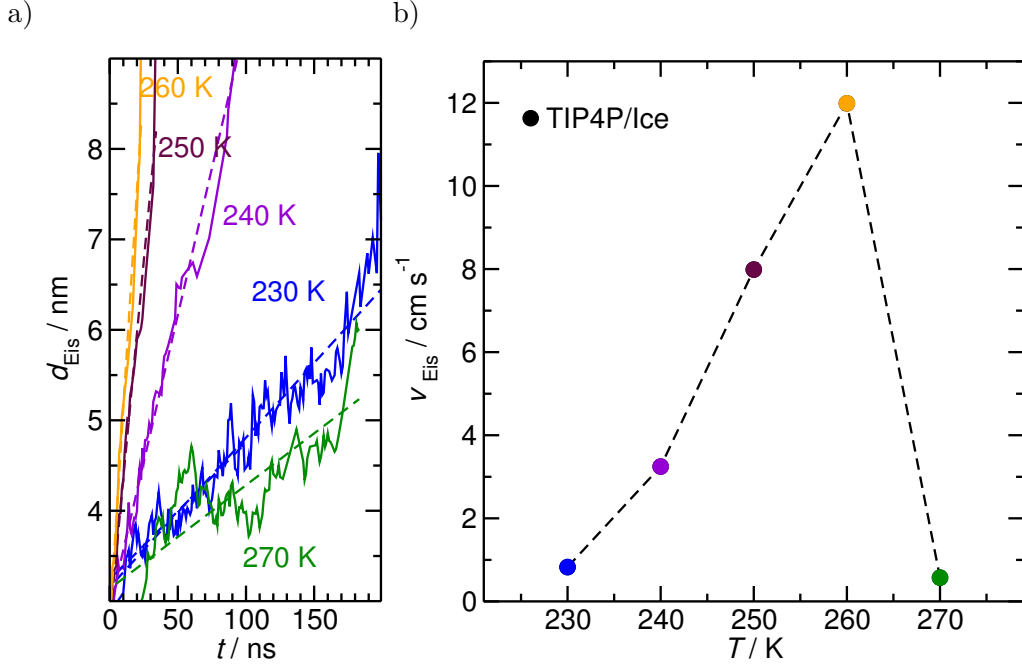 a)
b)
260 K
250 K
240 K
230 K
270 K
8
7
6
5
4
d_Eis / nm
0 50 100 150
t / ns
TIP4P/Ice
12
10
8
6
4
2
0
v_Eis / cm s⁻¹
230 240 250 260 270
T / K